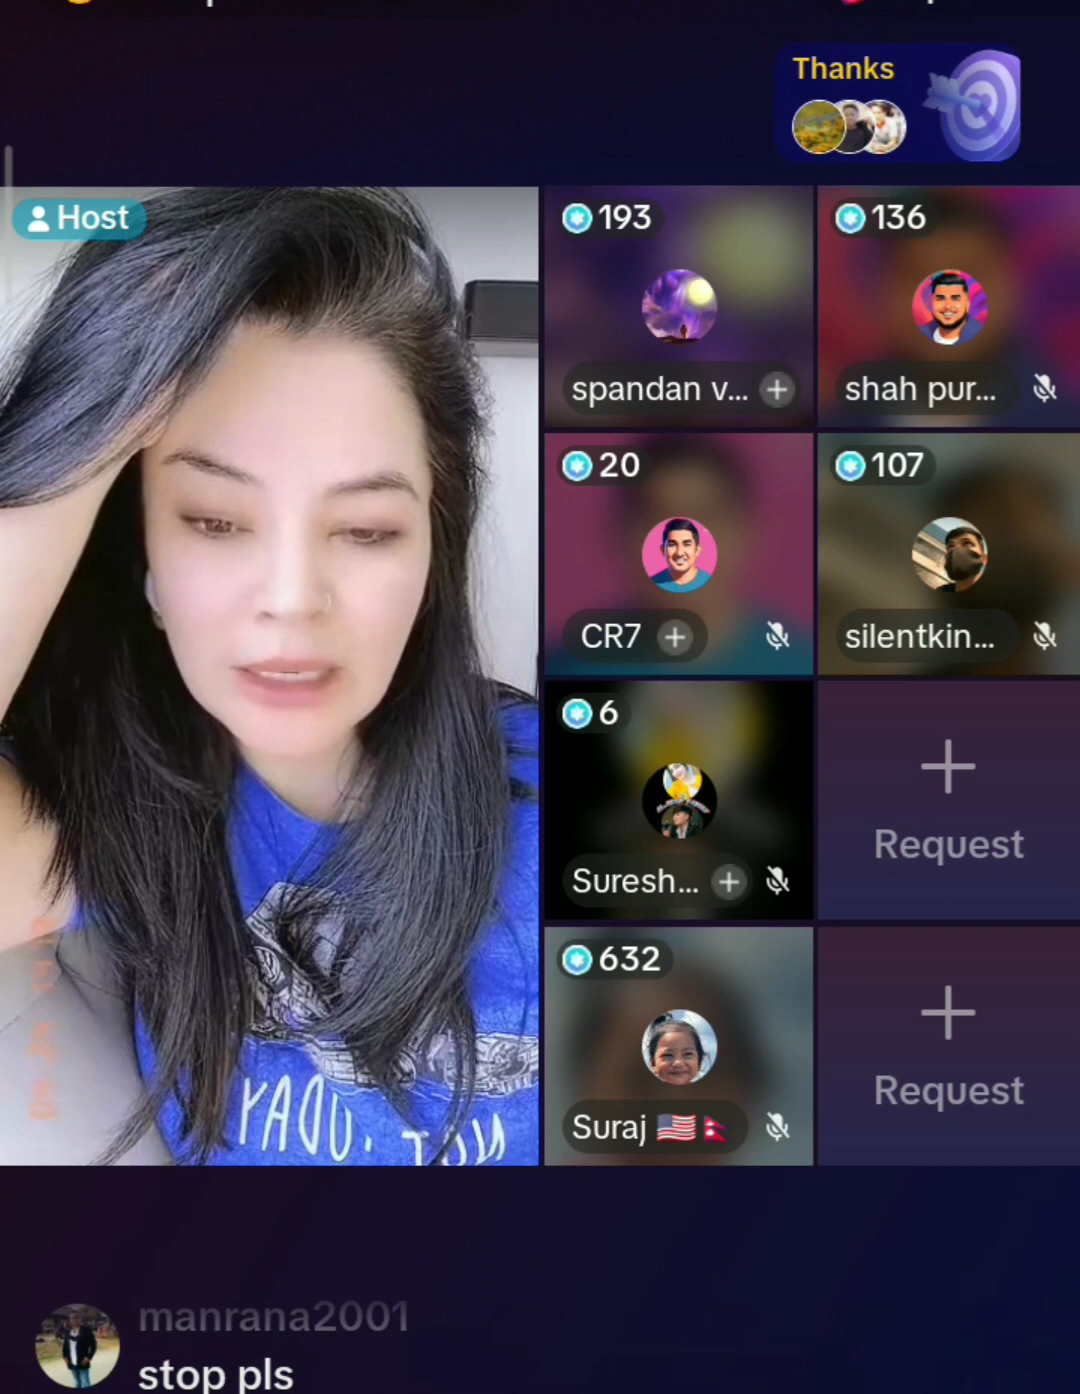 Thanks
Host
193
136
spandan v...
shah pur...
20
107
CR7
silentkin...
6
Suresh...
Request
632
Suraj 🇺🇸🇳🇵
Request
YADU.
manrana2001
stop pls